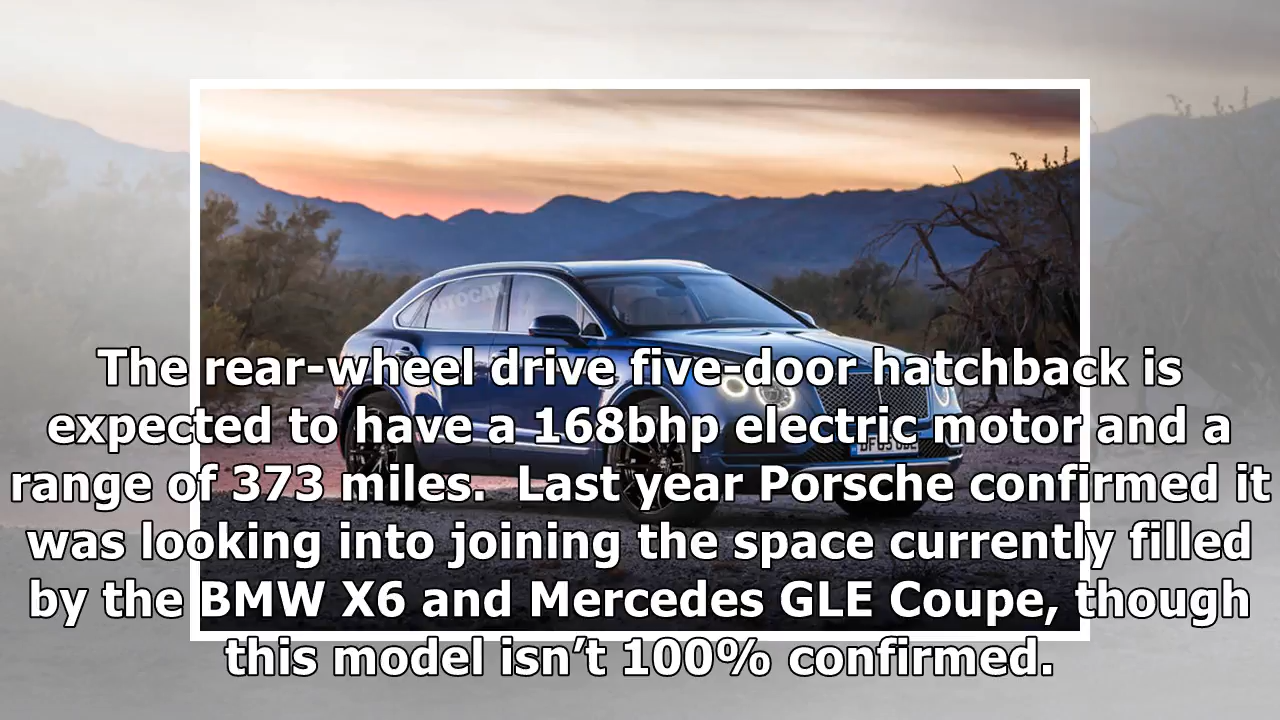 AUTOCAR
The rear-wheel drive five-door hatchback is
expected to have a 168bhp electric motor and a
range of 373 miles.  Last year Porsche confirmed it
was looking into joining the space currently filled
by the BMW X6 and Mercedes GLE Coupe, though
this model isn’t 100% confirmed.